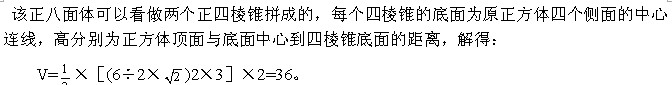 该正八面体可以看做两个正四棱锥拼成的，每个四棱锥的底面为原正方体四个侧面的中心
连线，高分别为正方体顶面与底面中心到四棱锥底面的距离，解得：
V=1/ ×［(6÷2×√2)2×3］×2=36。